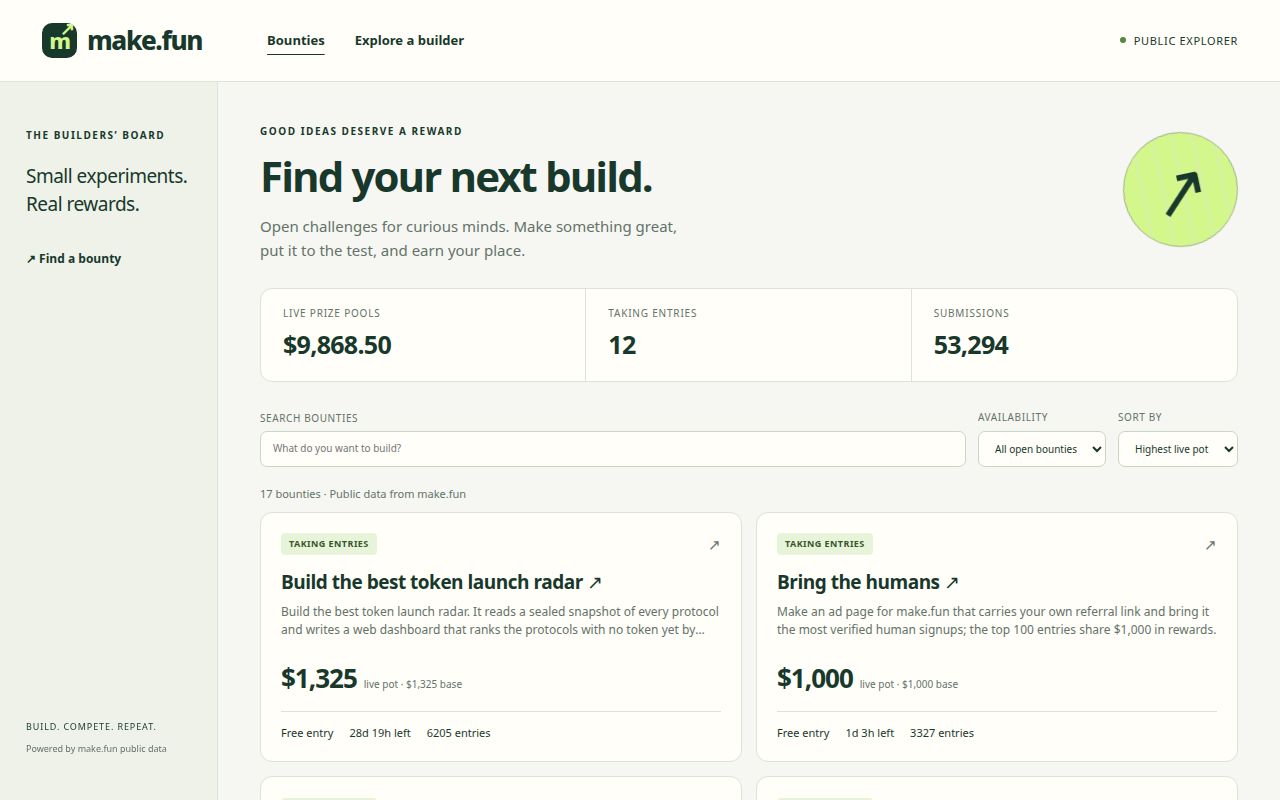 m↗ make.fun
Bounties
Explore a builder
PUBLIC EXPLORER
THE BUILDERS’ BOARD
Small experiments.
Real rewards.
↗ Find a bounty
BUILD. COMPETE. REPEAT.
Powered by make.fun public data
GOOD IDEAS DESERVE A REWARD
Find your next build.
Open challenges for curious minds. Make something great,
put it to the test, and earn your place.
↗
LIVE PRIZE POOLS
$9,868.50
TAKING ENTRIES
12
SUBMISSIONS
53,294
SEARCH BOUNTIES
What do you want to build?
AVAILABILITY
All open bounties
SORT BY
Highest live pot
17 bounties · Public data from make.fun
TAKING ENTRIES ↗
Build the best token launch radar ↗
Build the best token launch radar. It reads a sealed snapshot of every protocol
and writes a web dashboard that ranks the protocols with no token yet by...
$1,325 live pot · $1,325 base
Free entry 28d 19h left 6205 entries
TAKING ENTRIES ↗
Bring the humans ↗
Make an ad page for make.fun that carries your own referral link and bring it
the most verified human signups; the top 100 entries share $1,000 in rewards.
$1,000 live pot · $1,000 base
Free entry 1d 3h left 3327 entries